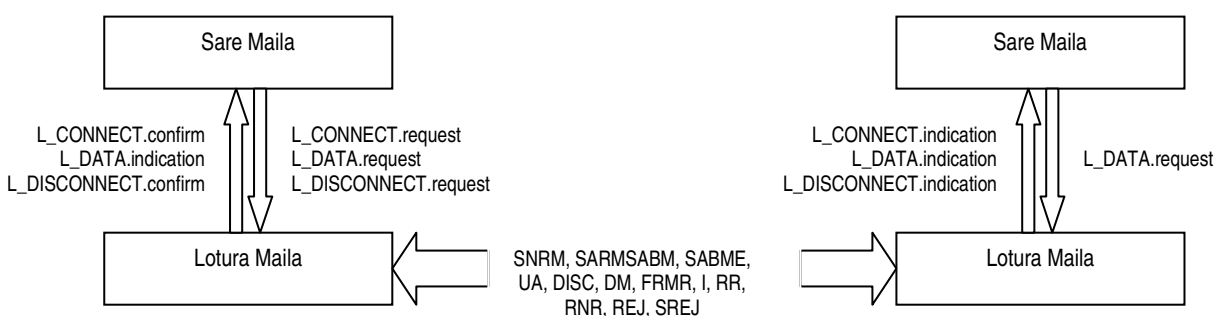 Sare Maila
Sare Maila
L_CONNECT.confirm
L_DATA.indication
L_DISCONNECT.confirm
L_CONNECT.request
L_DATA.request
L_DISCONNECT.request
L_CONNECT.indication
L_DATA.indication
L_DISCONNECT.indication
L_DATA.request
Lotura Maila
SNRM, SARMSABM, SABME,
UA, DISC, DM, FRMR, I, RR,
RNR, REJ, SREJ
Lotura Maila